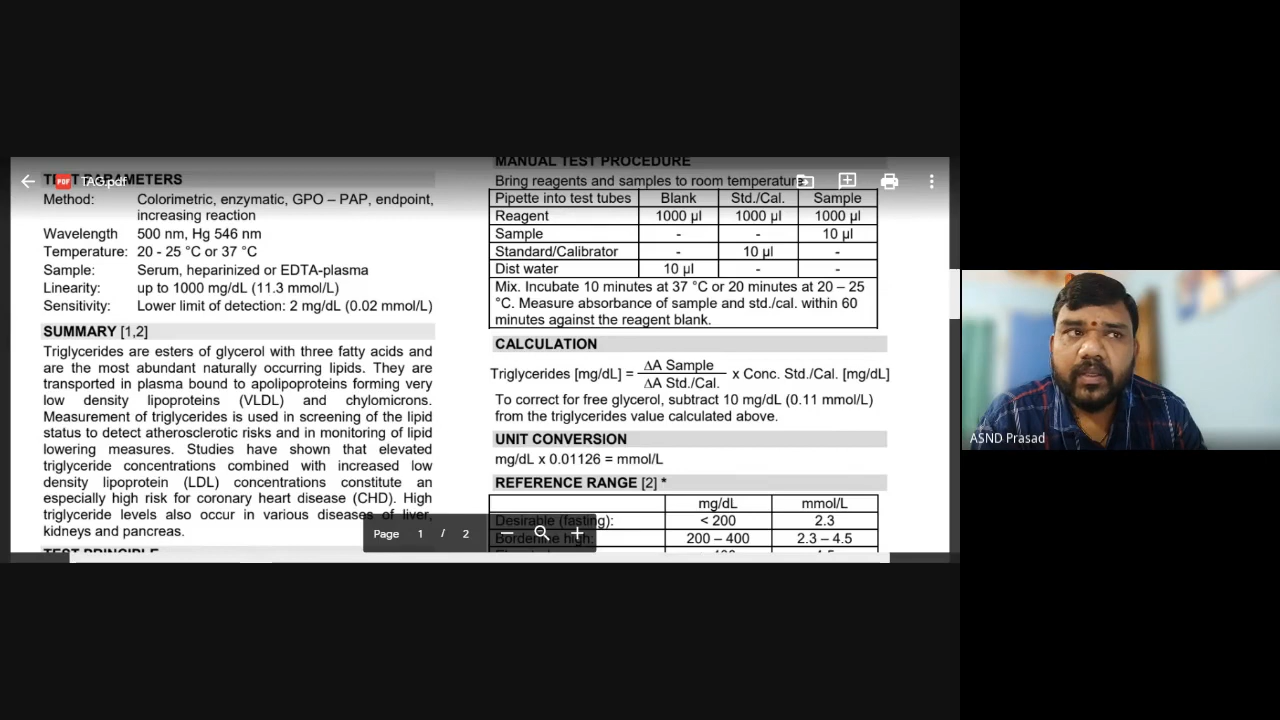 TEST PARAMETERS
PDF TAG.pdf
Method: Colorimetric, enzymatic, GPO – PAP, endpoint,
increasing reaction
Wavelength 500 nm, Hg 546 nm
Temperature: 20 - 25 °C or 37 °C
Sample: Serum, heparinized or EDTA-plasma
Linearity: up to 1000 mg/dL (11.3 mmol/L)
Sensitivity: Lower limit of detection: 2 mg/dL (0.02 mmol/L)
SUMMARY [1,2]
Triglycerides are esters of glycerol with three fatty acids and
are the most abundant naturally occurring lipids. They are
transported in plasma bound to apolipoproteins forming very
low density lipoproteins (VLDL) and chylomicrons.
Measurement of triglycerides is used in screening of the lipid
status to detect atherosclerotic risks and in monitoring of lipid
lowering measures. Studies have shown that elevated
triglyceride concentrations combined with increased low
density lipoprotein (LDL) concentrations constitute an
especially high risk for coronary heart disease (CHD). High
triglyceride levels also occur in various diseases of liver,
kidneys and pancreas.
TEST PRINCIPLE
MANUAL TEST PROCEDURE
Bring reagents and samples to room temperature.
Pipette into test tubes Blank Std./Cal. Sample
Reagent 1000 µl 1000 µl 1000 µl
Sample - - 10 µl
Standard/Calibrator - 10 µl -
Dist water 10 µl - -
Mix. Incubate 10 minutes at 37 °C or 20 minutes at 20 – 25
°C. Measure absorbance of sample and std./cal. within 60
minutes against the reagent blank.
CALCULATION
Triglycerides [mg/dL] = ΔA Sample / ΔA Std./Cal. x Conc. Std./Cal. [mg/dL]
To correct for free glycerol, subtract 10 mg/dL (0.11 mmol/L)
from the triglycerides value calculated above.
UNIT CONVERSION
mg/dL x 0.01126 = mmol/L
REFERENCE RANGE [2] *
mg/dL mmol/L
Desirable (fasting): < 200 2.3
Borderline high: 200 – 400 2.3 – 4.5
Page 1 / 2
ASND Prasad